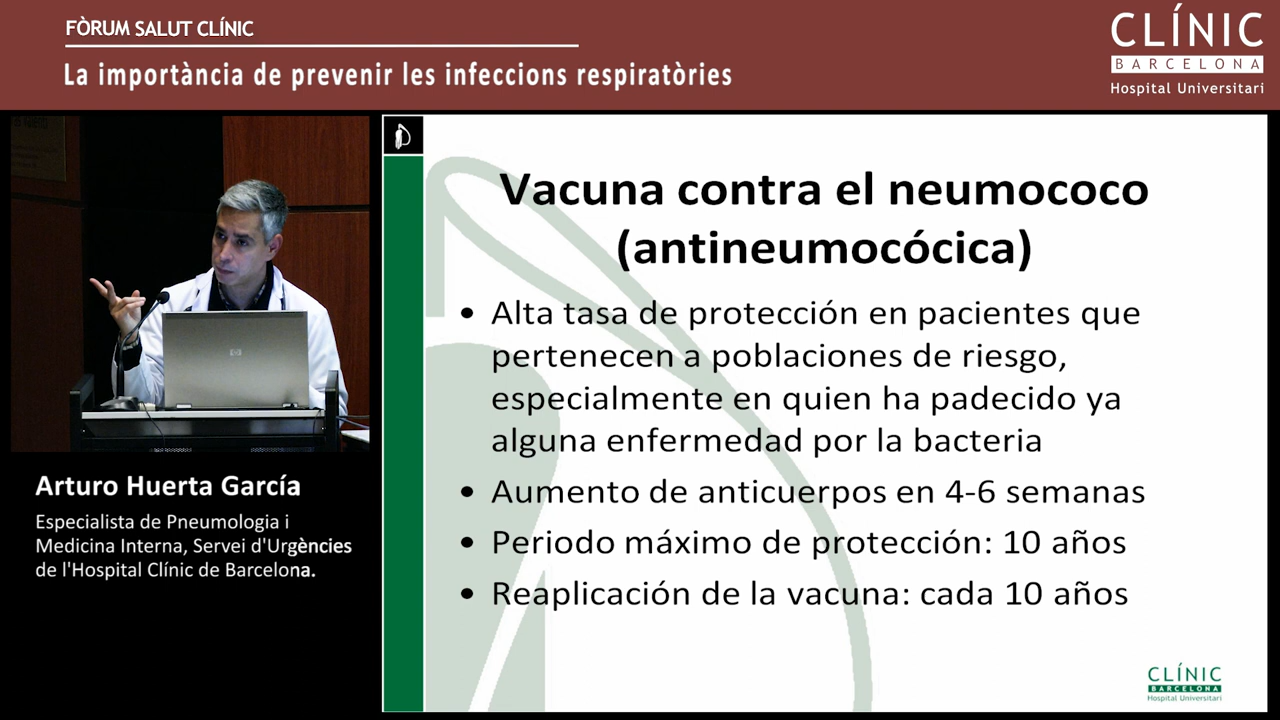 FÒRUM SALUT CLÍNIC
La importància de prevenir les infeccions respiratòries
CLÍNIC
BARCELONA
Hospital Universitari
Vacuna contra el neumococo
(antineumocócica)
• Alta tasa de protección en pacientes que
pertenecen a poblaciones de riesgo,
especialmente en quien ha padecido ya
alguna enfermedad por la bacteria
• Aumento de anticuerpos en 4-6 semanas
• Periodo máximo de protección: 10 años
• Reaplicación de la vacuna: cada 10 años
Arturo Huerta García
Especialista de Pneumologia i
Medicina Interna, Servei d'Urgències
de l'Hospital Clínic de Barcelona.
CLÍNIC
BARCELONA
Hospital Universitari